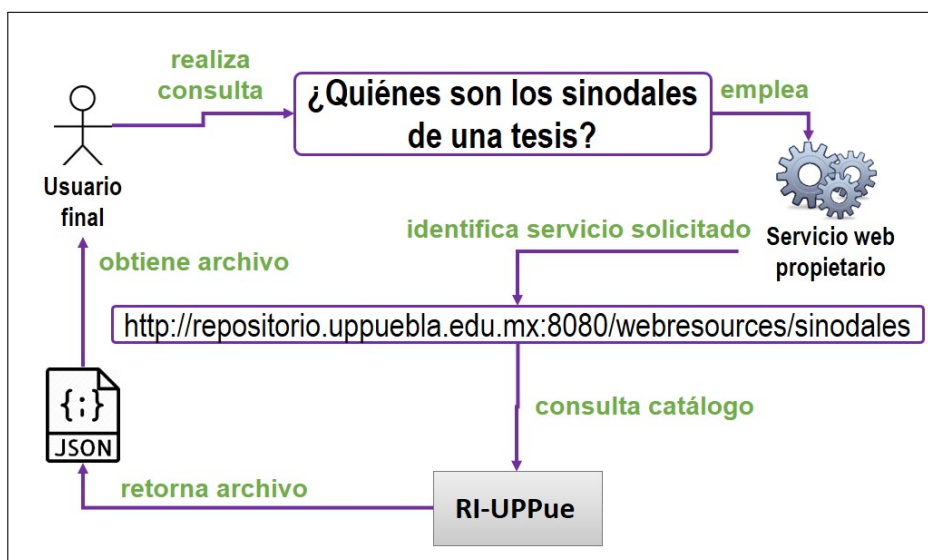 realiza
consulta
¿Quiénes son los sinodales
de una tesis?
emplea
Usuario
final
Servicio web
propietario
identifica servicio solicitado
obtiene archivo
http://repositorio.uppuebla.edu.mx:8080/webresources/sinodales
{;}
JSON
consulta catálogo
retorna archivo
RI-UPPue